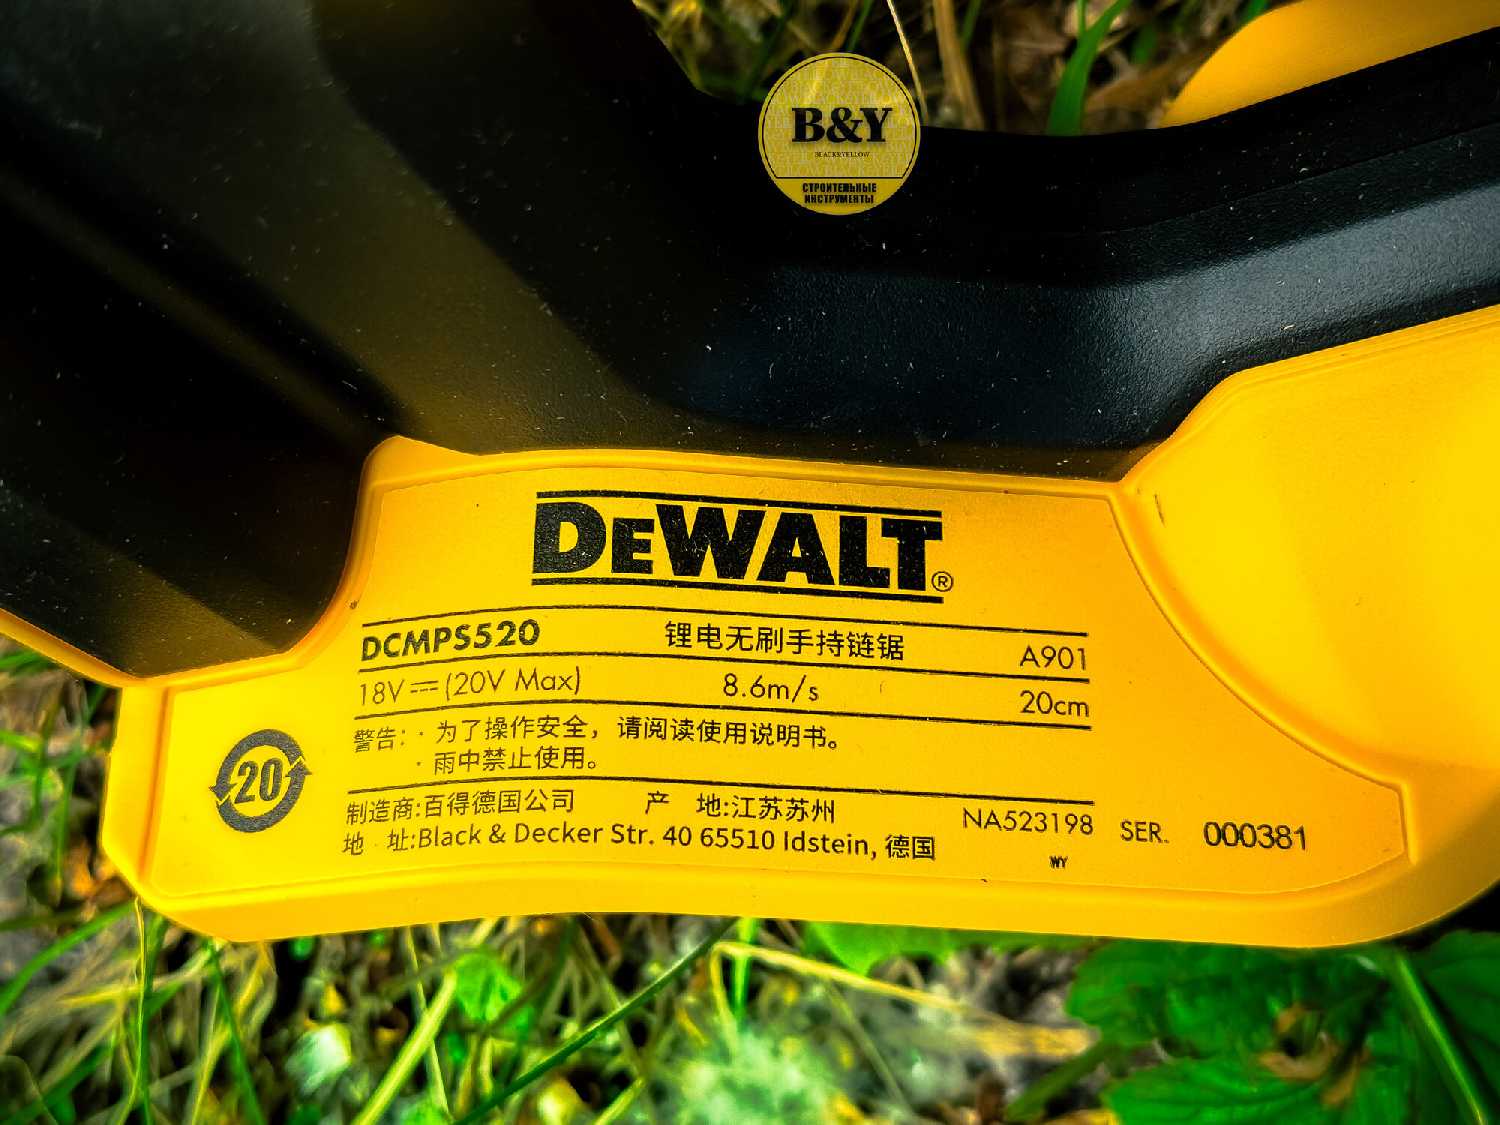 B&Y
BLACK&YELLOW
СТРОИТЕЛЬНЫЕ
ИНСТРУМЕНТЫ
DEWALT®
DCMPS520 锂电无刷手持链锯 A901
18V⎓(20V Max) 8.6m/s 20cm
警告: · 为了操作安全，请阅读使用说明书。
· 雨中禁止使用。
20
制造商:百得德国公司 产 地:江苏苏州 NA523198 SER. 000381
地 址:Black & Decker Str. 40 65510 Idstein, 德国
WY